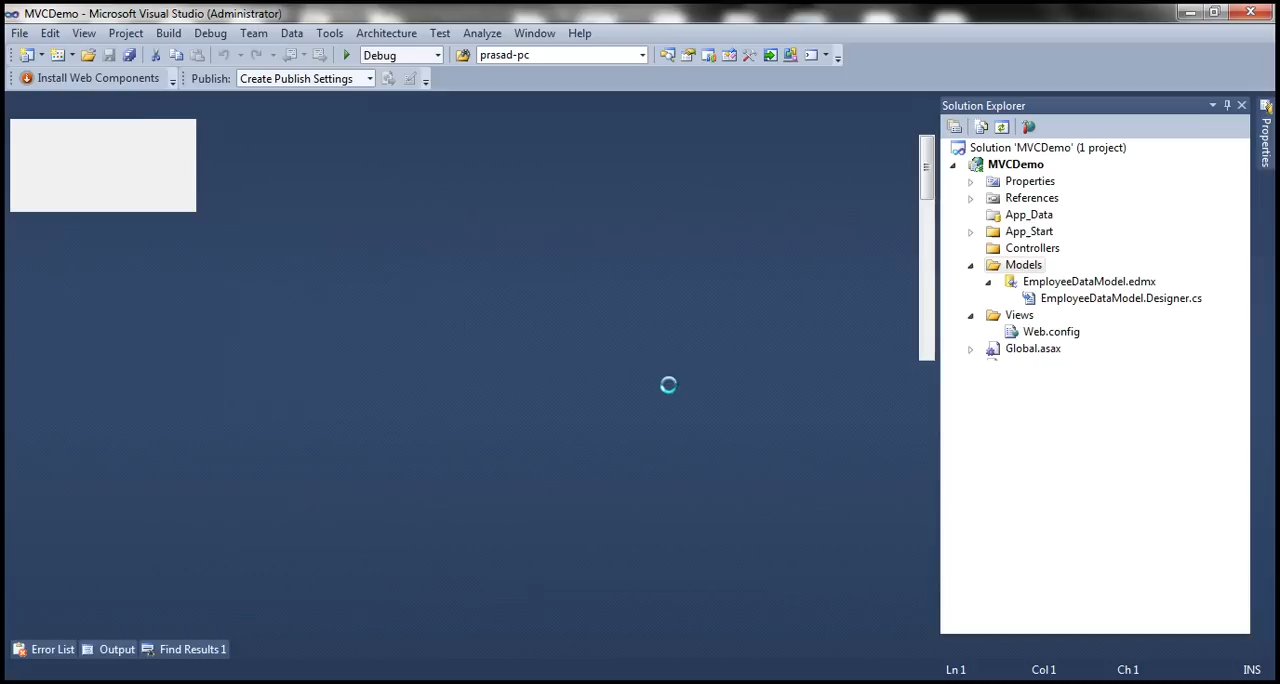 MVCDemo - Microsoft Visual Studio (Administrator)
File Edit View Project Build Debug Team Data Tools Architecture Test Analyze Window Help
Debug prasad-pc
Install Web Components Publish: Create Publish Settings
Solution Explorer
Properties
Solution 'MVCDemo' (1 project)
MVCDemo
Properties
References
App_Data
App_Start
Controllers
Models
EmployeeDataModel.edmx
EmployeeDataModel.Designer.cs
Views
Web.config
Global.asax
Error List Output Find Results 1
Ln 1 Col 1 Ch 1 INS